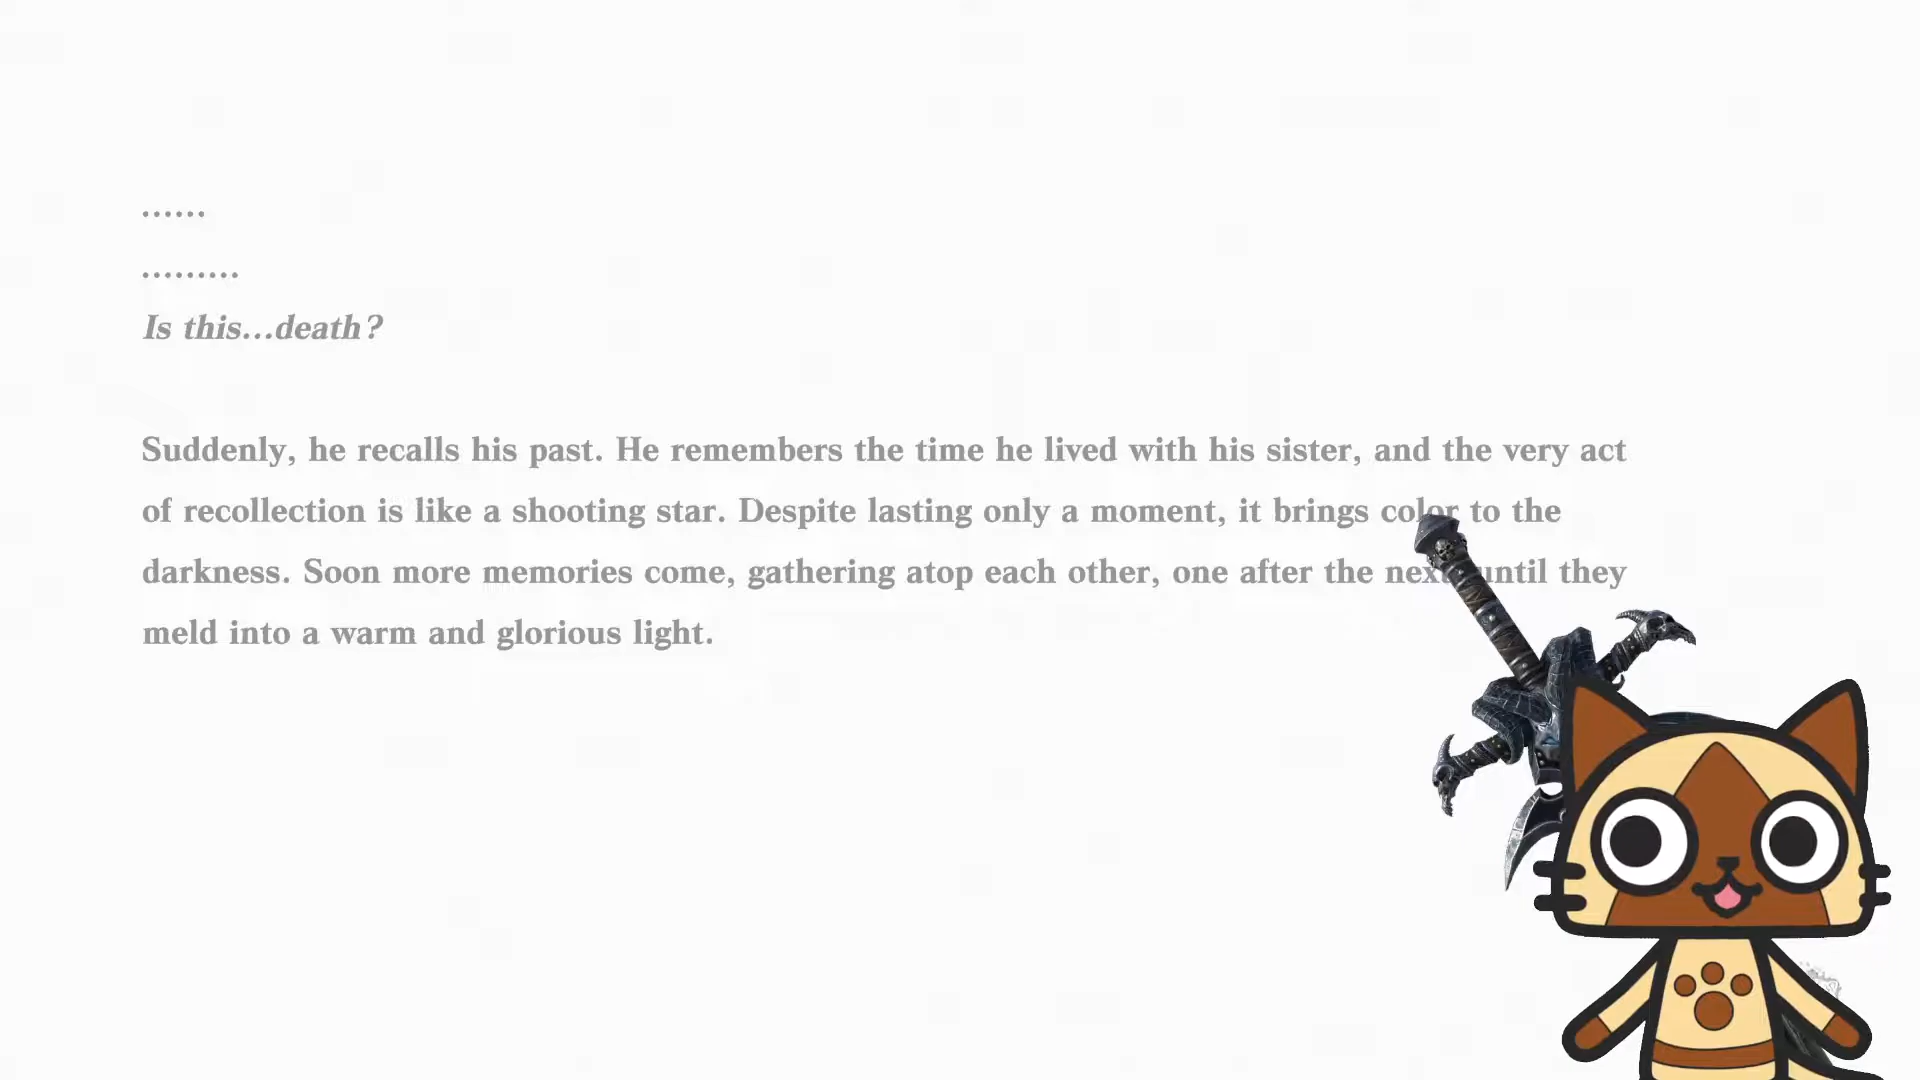 ......
.........
Is this...death?
Suddenly, he recalls his past. He remembers the time he lived with his sister, and the very act
of recollection is like a shooting star. Despite lasting only a moment, it brings color to the
darkness. Soon more memories come, gathering atop each other, one after the next, until they
meld into a warm and glorious light.